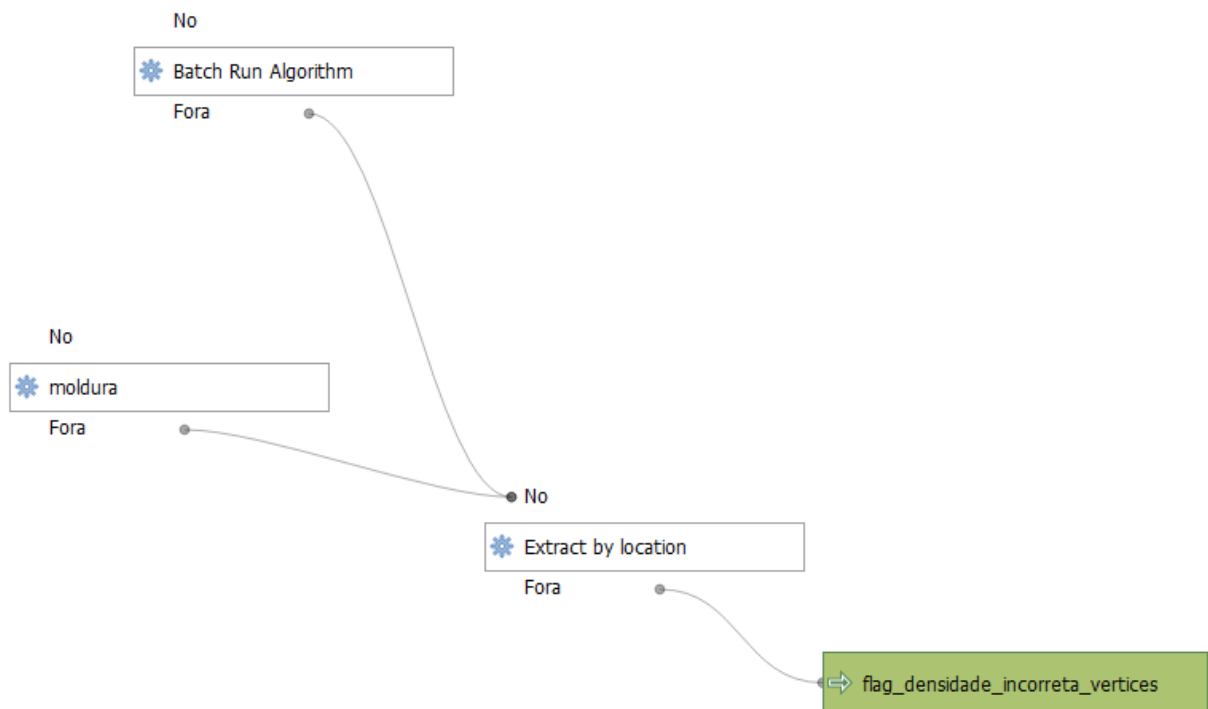 No
Batch Run Algorithm
Fora
No
moldura
Fora
No
Extract by location
Fora
flag_densidade_incorreta_vertices